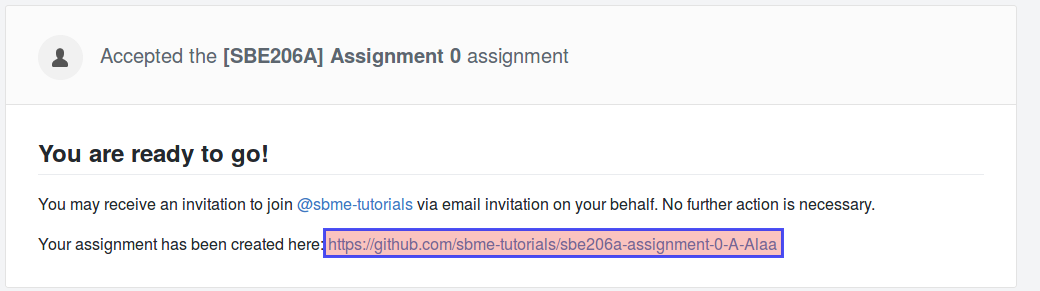 Accepted the [SBE206A] Assignment 0 assignment
You are ready to go!
You may receive an invitation to join @sbme-tutorials via email invitation on your behalf. No further action is necessary.
Your assignment has been created here: https://github.com/sbme-tutorials/sbe206a-assignment-0-A-Alaa